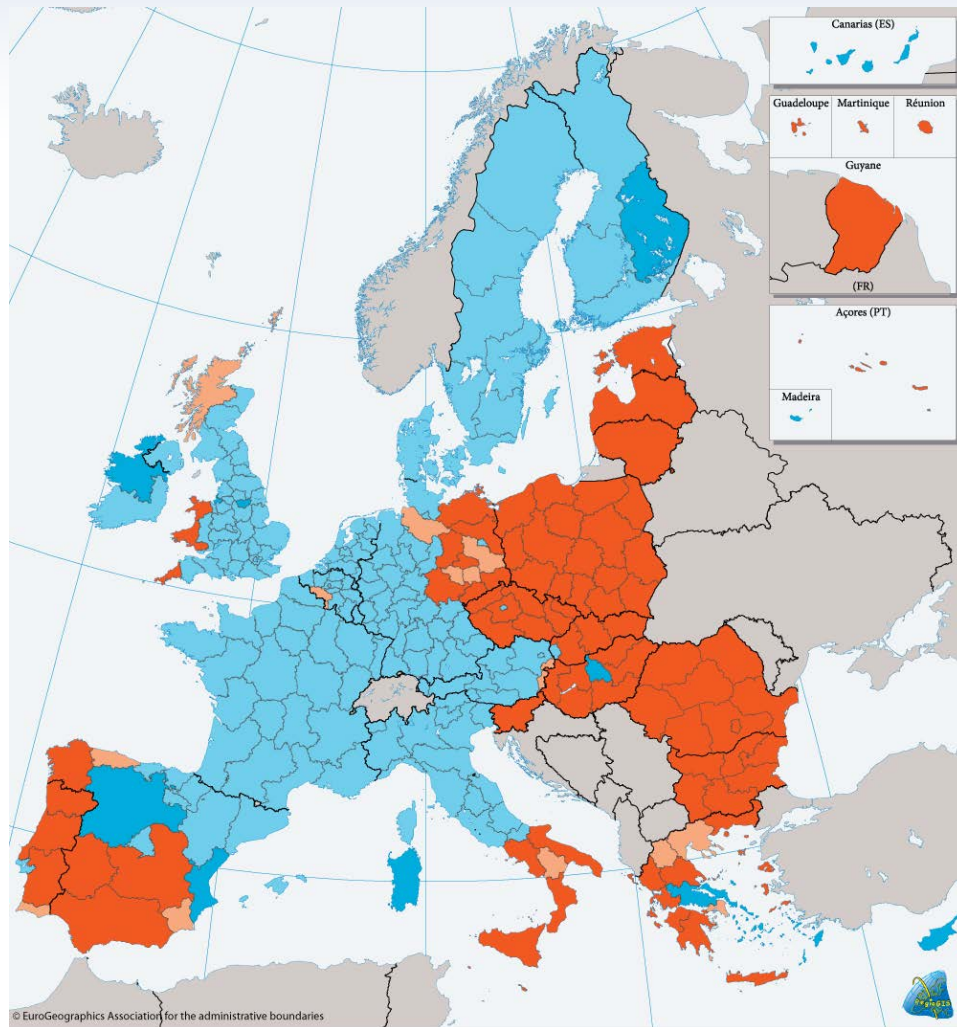 Canarias (ES)
Guadeloupe
Martinique
Réunion
Guyane
(FR)
Açores (PT)
Madeira
© EuroGeographics Association for the administrative boundaries